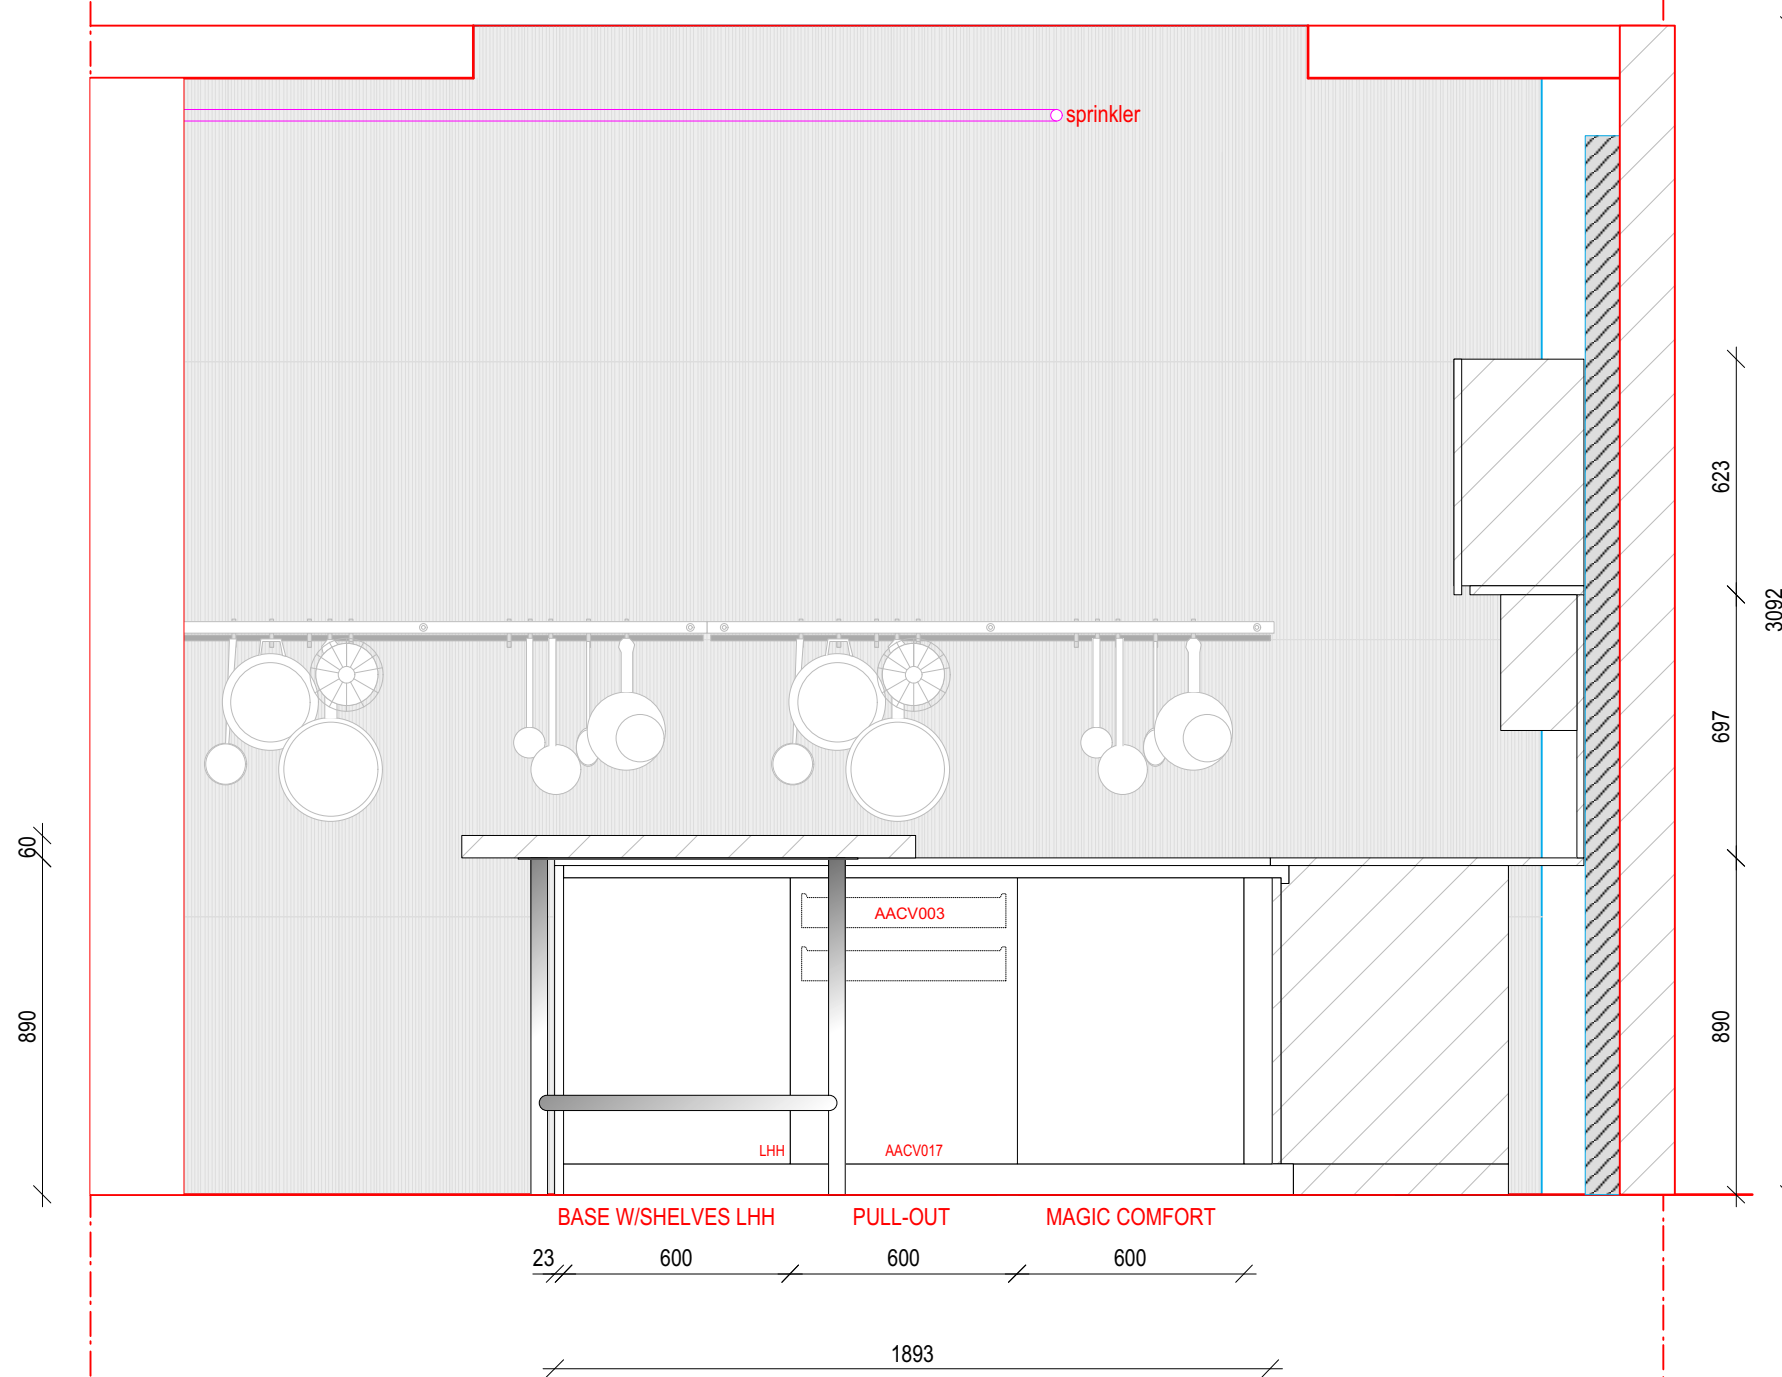 sprinkler
623
3092
697
60
AACV003
890
890
LHH
AACV017
BASE W/SHELVES LHH
PULL-OUT
MAGIC COMFORT
23
600
600
600
1893